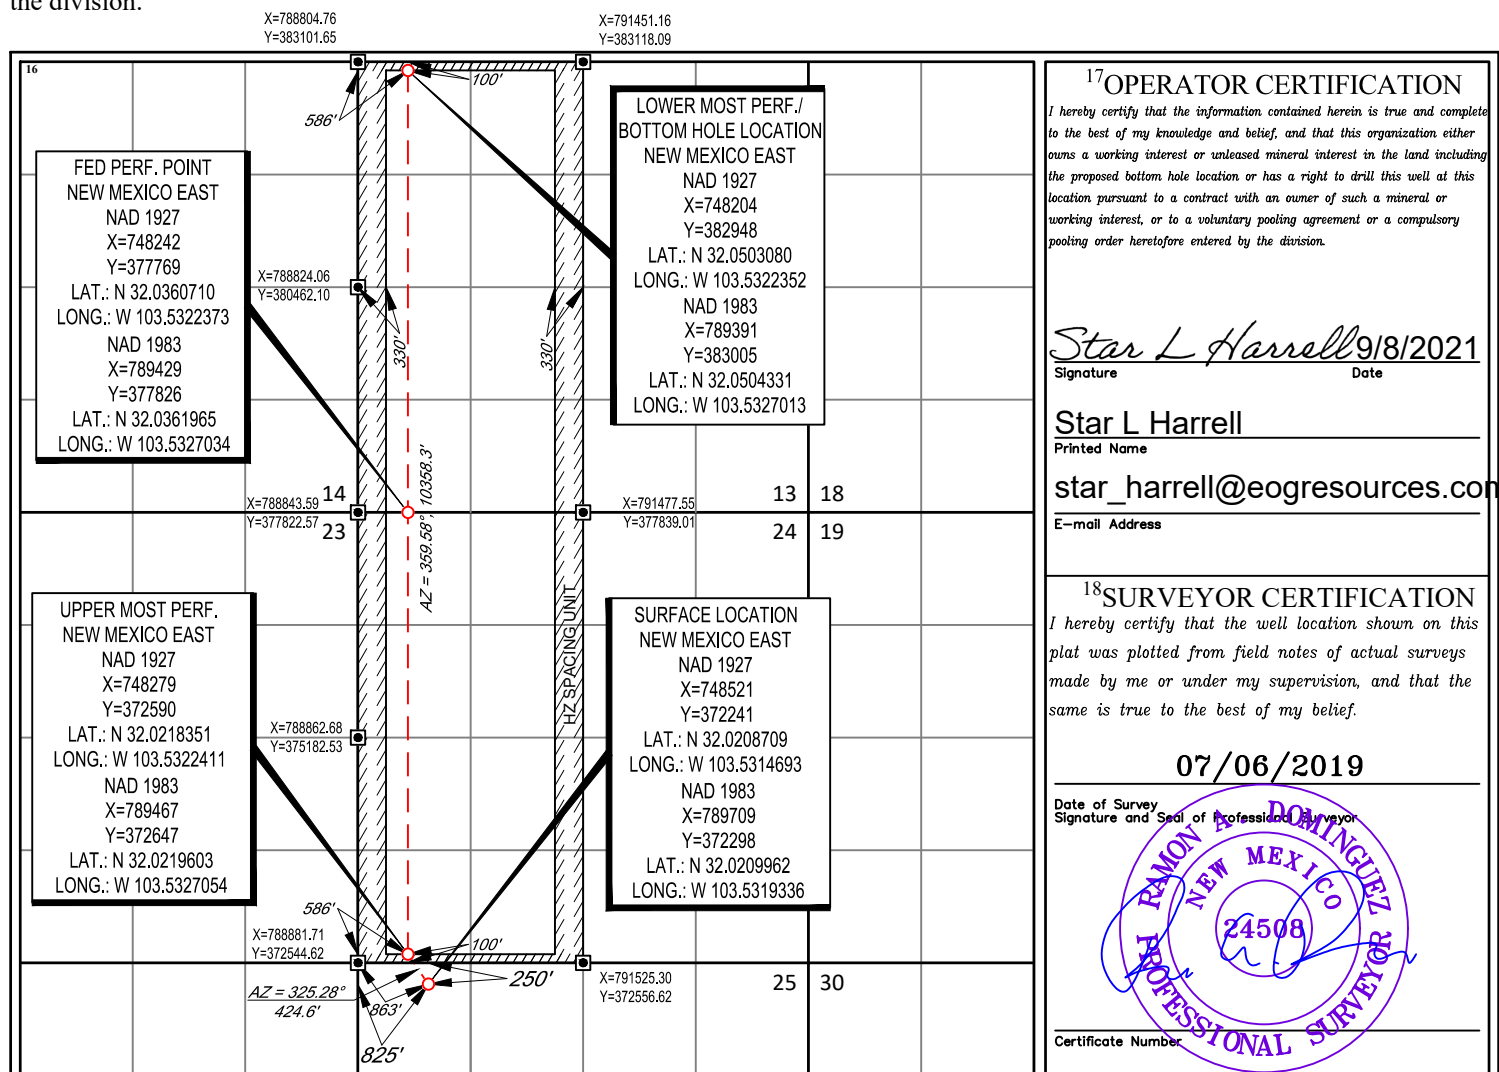 the division.
X=788804.76
Y=383101.65
X=791451.16
Y=383118.09
16
100'
586'
LOWER MOST PERF./
BOTTOM HOLE LOCATION
NEW MEXICO EAST
NAD 1927
X=748204
Y=382948
LAT.: N 32.0503080
LONG.: W 103.5322352
NAD 1983
X=789391
Y=383005
LAT.: N 32.0504331
LONG.: W 103.5327013
FED PERF. POINT
NEW MEXICO EAST
NAD 1927
X=748242
Y=377769
LAT.: N 32.0360710
LONG.: W 103.5322373
NAD 1983
X=789429
Y=377826
LAT.: N 32.0361965
LONG.: W 103.5327034
X=788824.06
Y=380462.10
330'
330'
AZ = 359.58°, 10358.3'
X=788843.59
Y=377822.57
14
23
X=791477.55
Y=377839.01
13
18
24
19
HZ SPACING UNIT
UPPER MOST PERF.
NEW MEXICO EAST
NAD 1927
X=748279
Y=372590
LAT.: N 32.0218351
LONG.: W 103.5322411
NAD 1983
X=789467
Y=372647
LAT.: N 32.0219603
LONG.: W 103.5327054
X=788862.68
Y=375182.53
SURFACE LOCATION
NEW MEXICO EAST
NAD 1927
X=748521
Y=372241
LAT.: N 32.0208709
LONG.: W 103.5314693
NAD 1983
X=789709
Y=372298
LAT.: N 32.0209962
LONG.: W 103.5319336
586'
X=788881.71
Y=372544.62
100'
250'
AZ = 325.28°
424.6'
863'
825'
X=791525.30
Y=372556.62
25
30
17OPERATOR CERTIFICATION
I hereby certify that the information contained herein is true and complete
to the best of my knowledge and belief, and that this organization either
owns a working interest or unleased mineral interest in the land including
the proposed bottom hole location or has a right to drill this well at this
location pursuant to a contract with an owner of such a mineral or
working interest, or to a voluntary pooling agreement or a compulsory
pooling order heretofore entered by the division.
Star L Harrell 9/8/2021
Signature Date
Star L Harrell
Printed Name
star_harrell@eogresources.com
E-mail Address
18SURVEYOR CERTIFICATION
I hereby certify that the well location shown on this
plat was plotted from field notes of actual surveys
made by me or under my supervision, and that the
same is true to the best of my belief.
07/06/2019
Date of Survey
Signature and Seal of Professional Surveyor
RAMON A. DOMINGUEZ
NEW MEXICO
24508
PROFESSIONAL SURVEYOR
Certificate Number